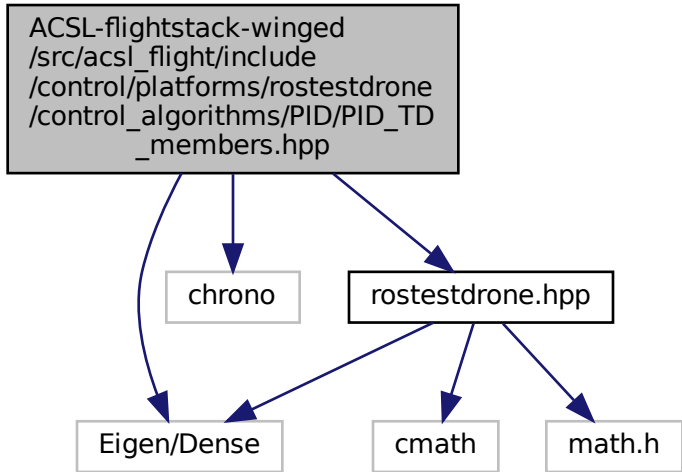 ACSL-flightstack-winged
/src/acsl_flight/include
/control/platforms/rostestdrone
/control_algorithms/PID/PID_TD
_members.hpp
chrono
rostestdrone.hpp
Eigen/Dense
cmath
math.h